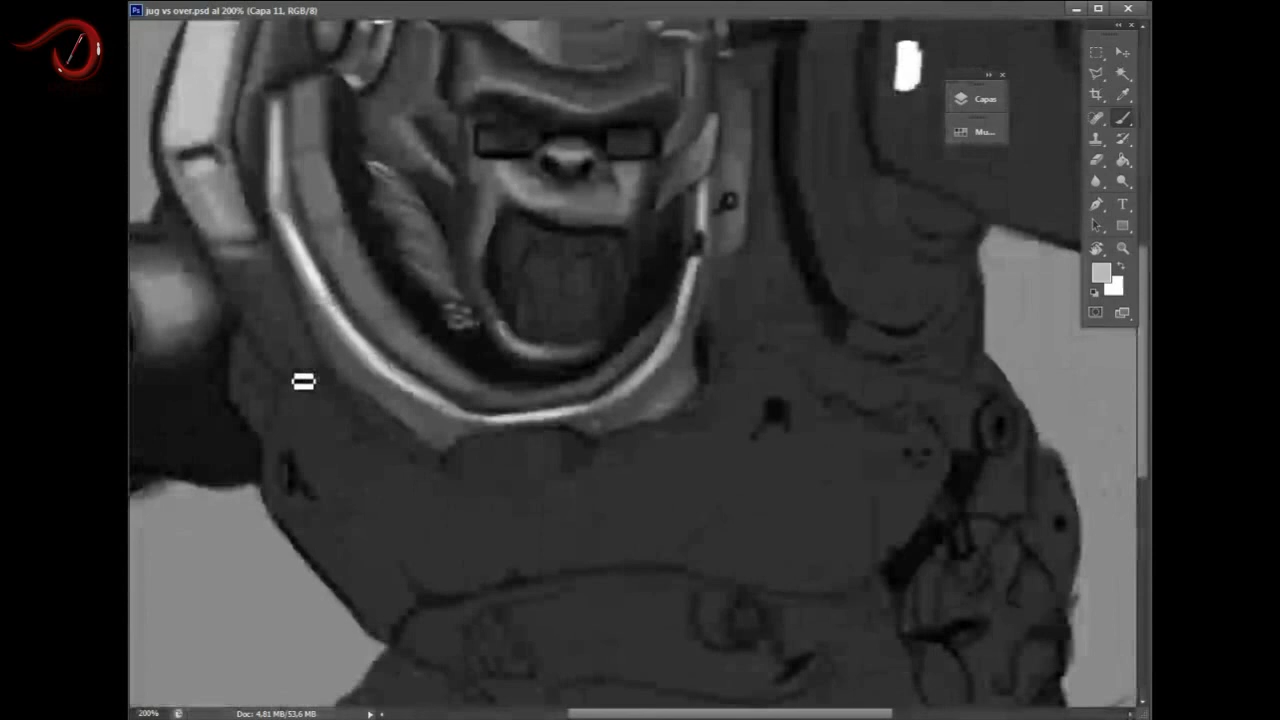 Ps jug vs over.psd al 200% (Capa 11, RGB/8)
Capas
Mu...
T
200%
Doc: 4,81 MB/53,6 MB